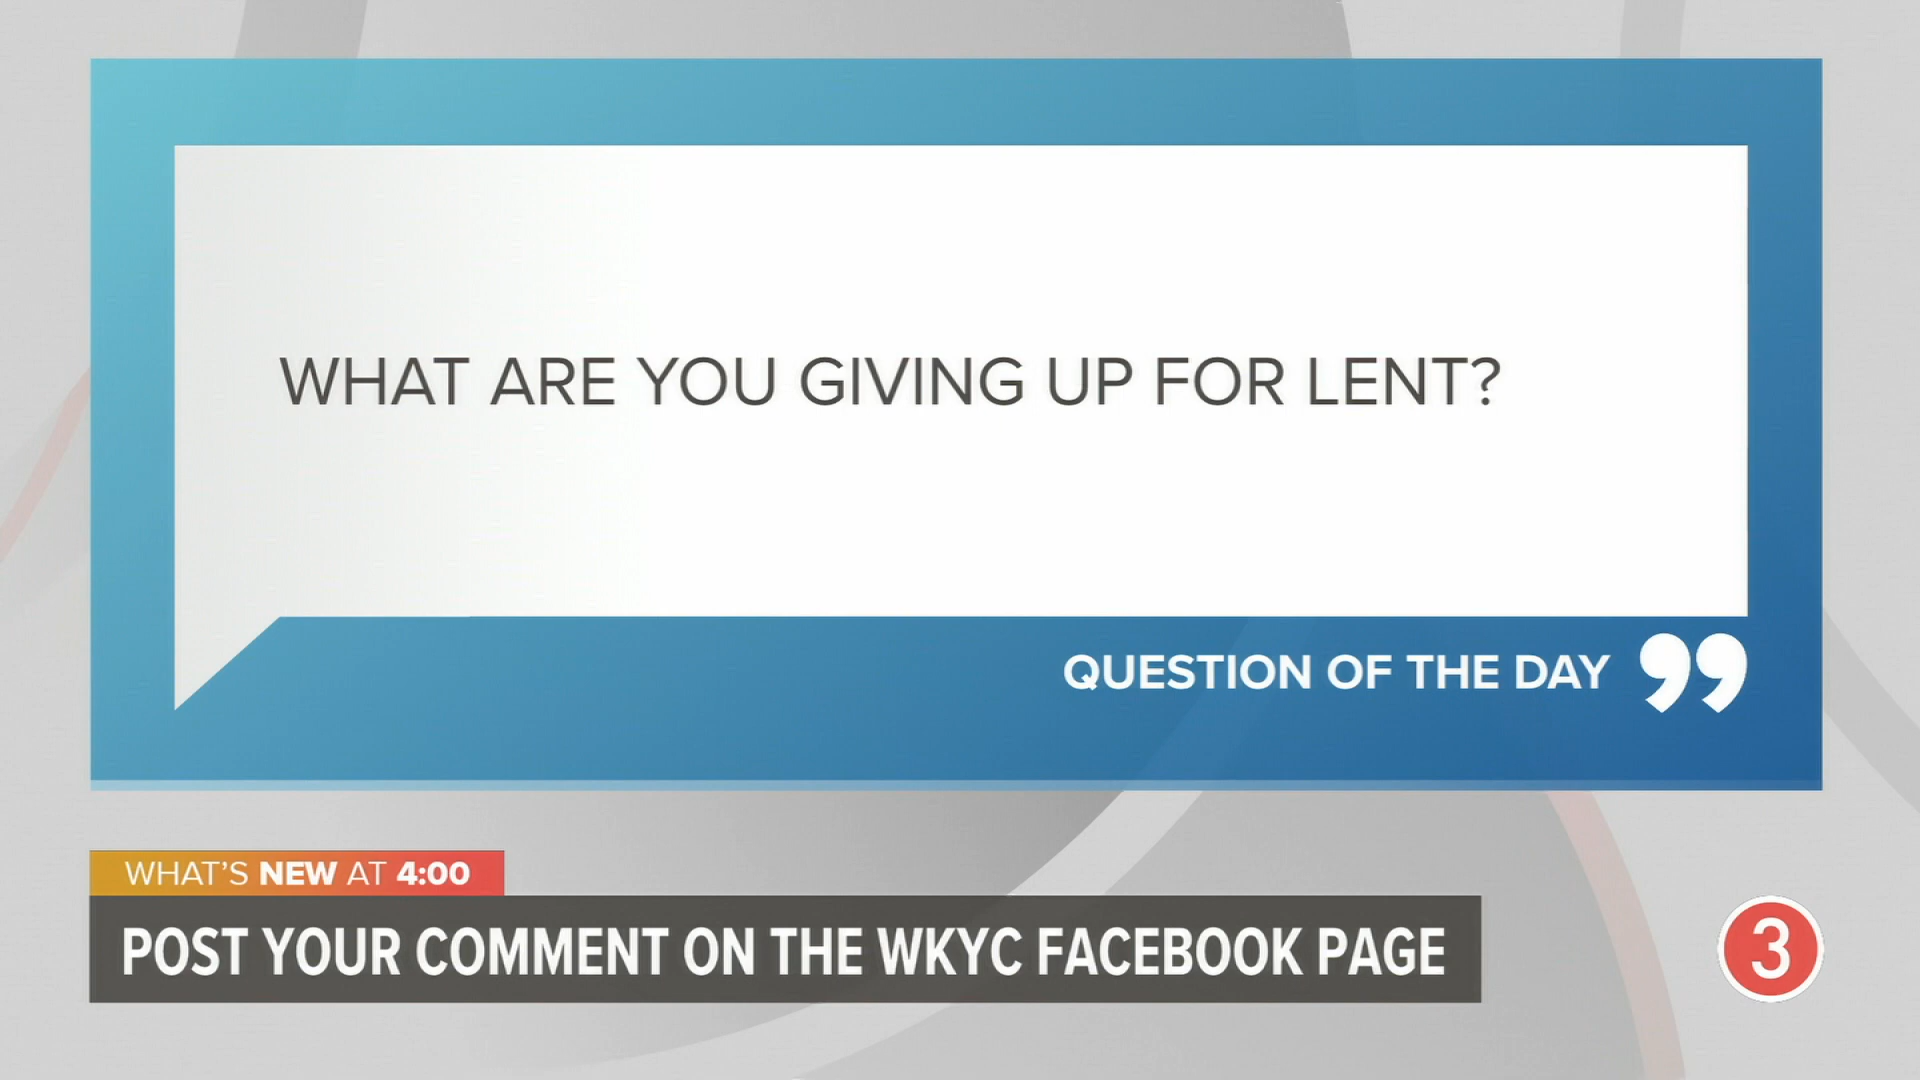 WHAT ARE YOU GIVING UP FOR LENT?
QUESTION OF THE DAY ”
WHAT'S NEW AT 4:00
POST YOUR COMMENT ON THE WKYC FACEBOOK PAGE
3